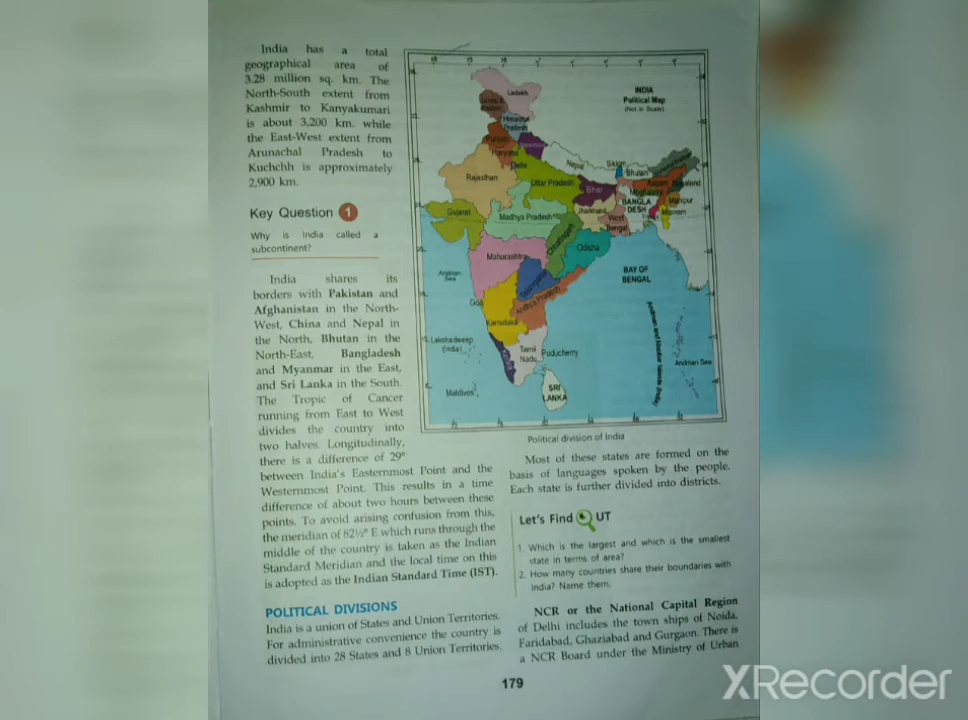 India has a total
geographical area of
3.28 million sq. km. The
North-South extent from
Kashmir to Kanyakumari
is about 3,200 km. while
the East-West extent from
Arunachal Pradesh to
Kuchchh is approximately
2,900 km.
Key Question 1
Why is India called a
subcontinent?
India shares its
borders with Pakistan and
Afghanistan in the North-
West, China and Nepal in
the North, Bhutan in the
North-East, Bangladesh
and Myanmar in the East,
and Sri Lanka in the South.
The Tropic of Cancer
running from East to West
divides the country into
two halves. Longitudinally,
there is a difference of 29°
between India's Easternmost Point and the
Westernmost Point. This results in a time
difference of about two hours between these
points. To avoid arising confusion from this,
the meridian of 82½° E which runs through the
middle of the country is taken as the Indian
Standard Meridian and the local time on this
is adopted as the Indian Standard Time (IST).
POLITICAL DIVISIONS
India is a union of States and Union Territories.
For administrative convenience the country is
divided into 28 States and 8 Union Territories.
INDIA
Political Map
(Not in Scale)
Ladakh
Himachal
Pradesh
Punjab
Haryana
Delhi
Rajasthan
Uttar Pradesh
Nepal
Sikkim
Bhutan
Bihar
Assam
Nagaland
Meghalaya
Manipur
BANGLA
DESH
Mizoram
Gujarat
Madhya Pradesh
Jharkhand
West
Bengal
Chhattisgarh
Odisha
Maharashtra
Telangana
Andhra Pradesh
Arabian
Sea
BAY OF
BENGAL
Goa
Karnataka
Lakshadweep
(India)
Tamil
Nadu
Puducherry
Andaman and Nicobar Islands (India)
Andman Sea
Maldives
SRI
LANKA
Political division of India
Most of these states are formed on the
basis of languages spoken by the people.
Each state is further divided into districts.
Let's Find UT
1. Which is the largest and which is the smallest
state in terms of area?
2. How many countries share their boundaries with
India? Name them.
NCR or the National Capital Region
of Delhi includes the town ships of Noida,
Faridabad, Ghaziabad and Gurgaon. There is
a NCR Board under the Ministry of Urban
179
XRecorder